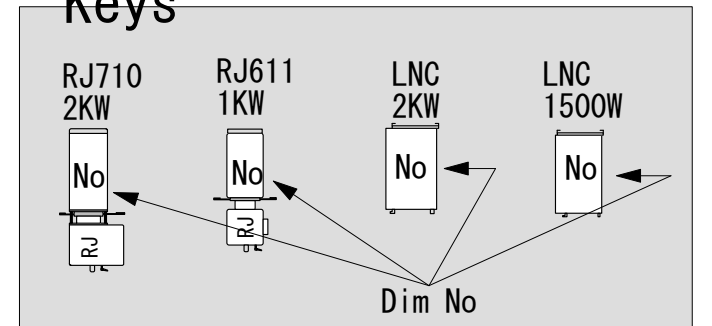 Keys
RJ710
2KW
RJ611
1KW
LNC
2KW
LNC
1500W
No
No
No
No
RJ
RJ
Dim No